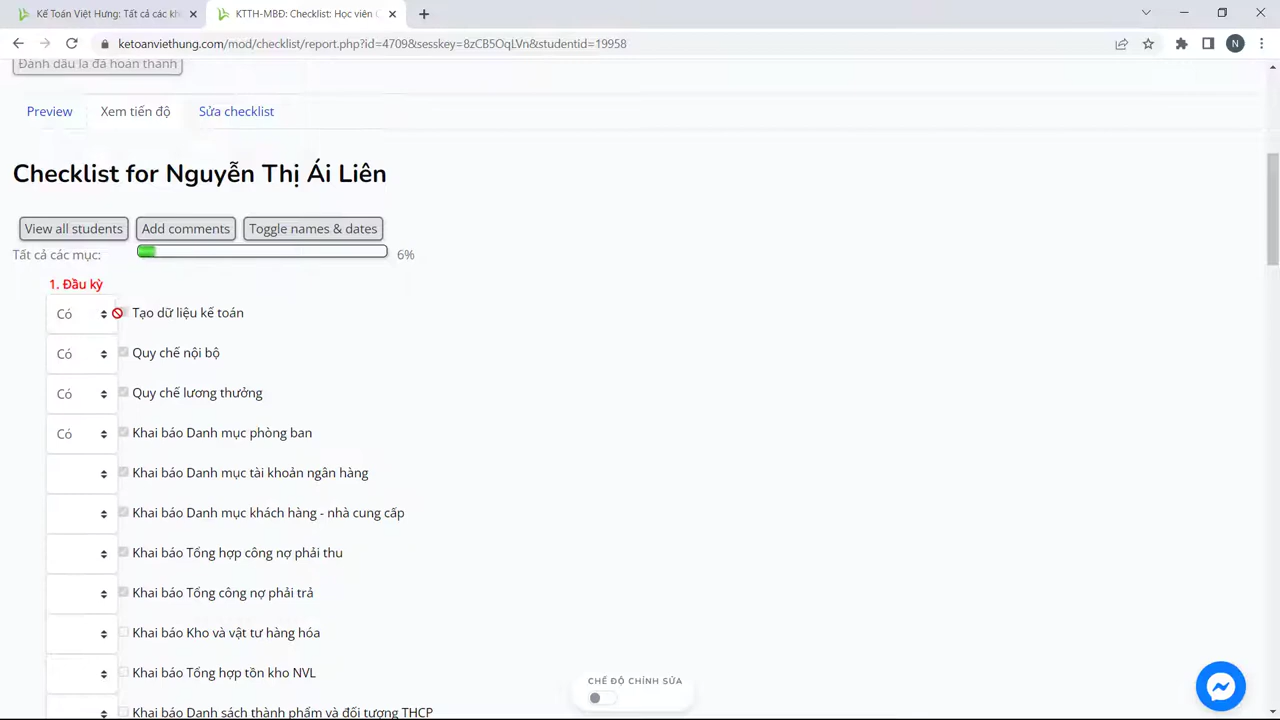 Kế Toán Việt Hưng: Tất cả các kh
KTTH-MBĐ: Checklist: Học viên
ketoanviethung.com/mod/checklist/report.php?id=4709&sesskey=8zCB5OqLVn&studentid=19958
N
Đánh dấu là đã hoàn thành
Preview
Xem tiến độ
Sửa checklist
Checklist for Nguyễn Thị Ái Liên
View all students
Add comments
Toggle names & dates
Tất cả các mục:
6%
1. Đầu kỳ
Có Tạo dữ liệu kế toán
Có Quy chế nội bộ
Có Quy chế lương thưởng
Có Khai báo Danh mục phòng ban
Khai báo Danh mục tài khoản ngân hàng
Khai báo Danh mục khách hàng - nhà cung cấp
Khai báo Tổng hợp công nợ phải thu
Khai báo Tổng công nợ phải trả
Khai báo Kho và vật tư hàng hóa
Khai báo Tổng hợp tồn kho NVL
Khai báo Danh sách thành phẩm và đối tượng THCP
CHẾ ĐỘ CHỈNH SỬA